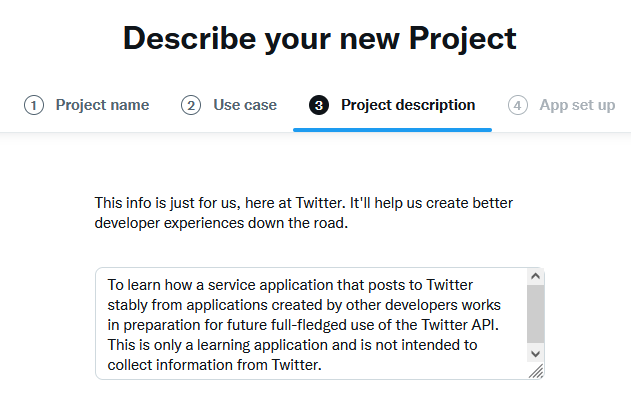 Describe your new Project
1 Project name 2 Use case 3 Project description 4 App set up
This info is just for us, here at Twitter. It'll help us create better
developer experiences down the road.
To learn how a service application that posts to Twitter
stably from applications created by other developers works
in preparation for future full-fledged use of the Twitter API.
This is only a learning application and is not intended to
collect information from Twitter.